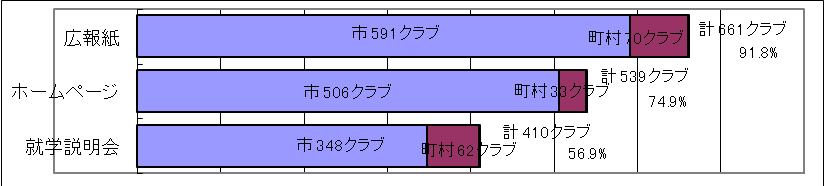 広報紙 市 591クラブ 町村70クラブ 計 661クラブ
91.8%
ホームページ 市 506クラブ 町村33クラブ 計 539クラブ
74.9%
就学説明会 市 348クラブ 町村62クラブ 計 410クラブ
56.9%